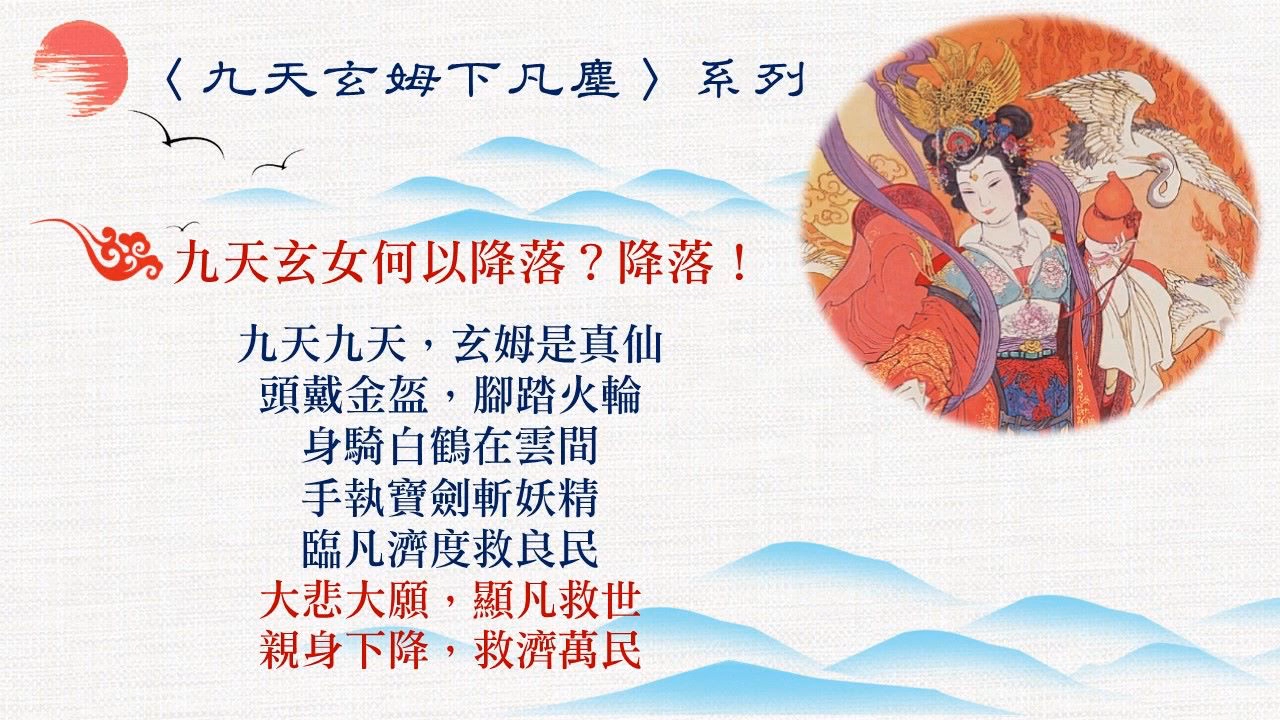 〈九天玄姆下凡塵〉系列
九天玄女何以降落？降落！
九天九天，玄姆是真仙
頭戴金盔，腳踏火輪
身騎白鶴在雲間
手執寶劍斬妖精
臨凡濟度救良民
大悲大願，顯凡救世
親身下降，救濟萬民